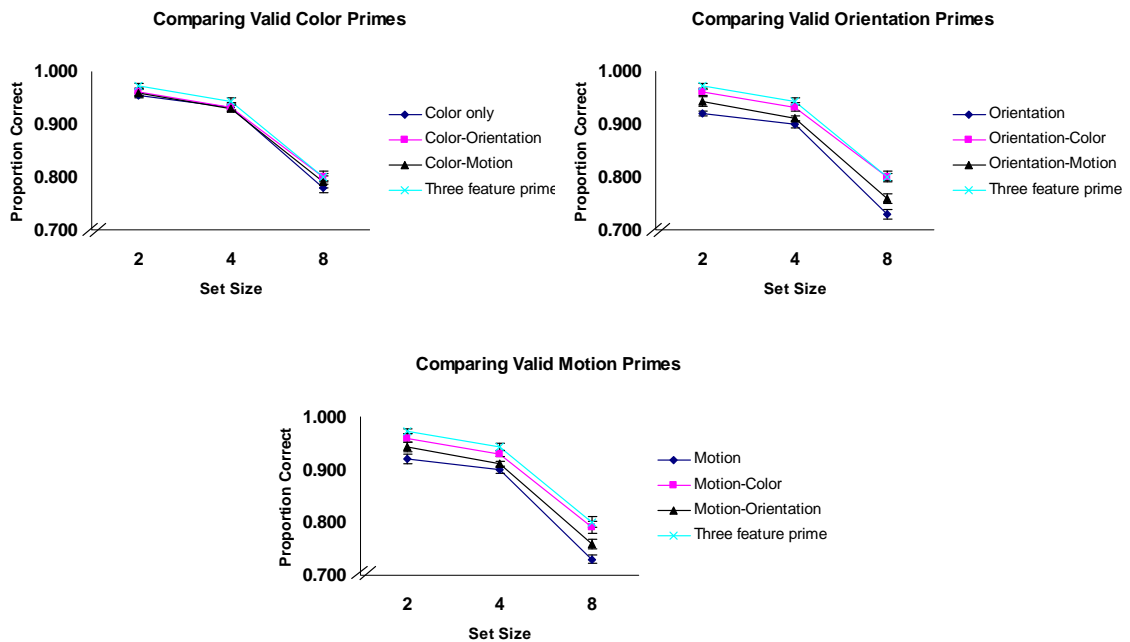 Comparing Valid Color Primes
Proportion Correct
1.000
0.900
0.800
0.700
2 4 8
Set Size
Color only
Color-Orientation
Color-Motion
Three feature prime
Comparing Valid Orientation Primes
Proportion Correct
1.000
0.900
0.800
0.700
2 4 8
Set Size
Orientation
Orientation-Color
Orientation-Motion
Three feature prime
Comparing Valid Motion Primes
Proportion Correct
1.000
0.900
0.800
0.700
2 4 8
Set Size
Motion
Motion-Color
Motion-Orientation
Three feature prime